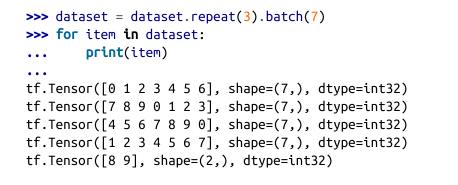 >>> dataset = dataset.repeat(3).batch(7)
>>> for item in dataset:
...     print(item)
...
tf.Tensor([0 1 2 3 4 5 6], shape=(7,), dtype=int32)
tf.Tensor([7 8 9 0 1 2 3], shape=(7,), dtype=int32)
tf.Tensor([4 5 6 7 8 9 0], shape=(7,), dtype=int32)
tf.Tensor([1 2 3 4 5 6 7], shape=(7,), dtype=int32)
tf.Tensor([8 9], shape=(2,), dtype=int32)